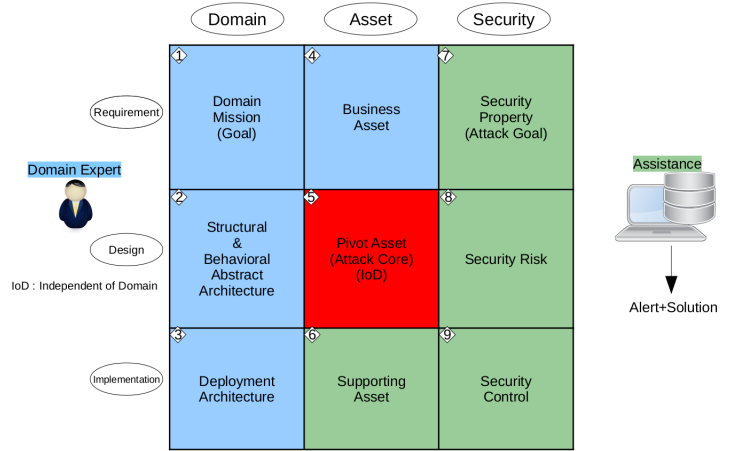 Domain
Asset
Security
1
4
7
Requirement
Domain
Mission
(Goal)
Business
Asset
Security
Property
(Attack Goal)
Domain Expert
Assistance
2
5
8
Design
Structural
&
Behavioral
Abstract
Architecture
Pivot Asset
(Attack Core)
(IoD)
Security Risk
IoD : Independent of Domain
Alert+Solution
3
6
9
Implementation
Deployment
Architecture
Supporting
Asset
Security
Control